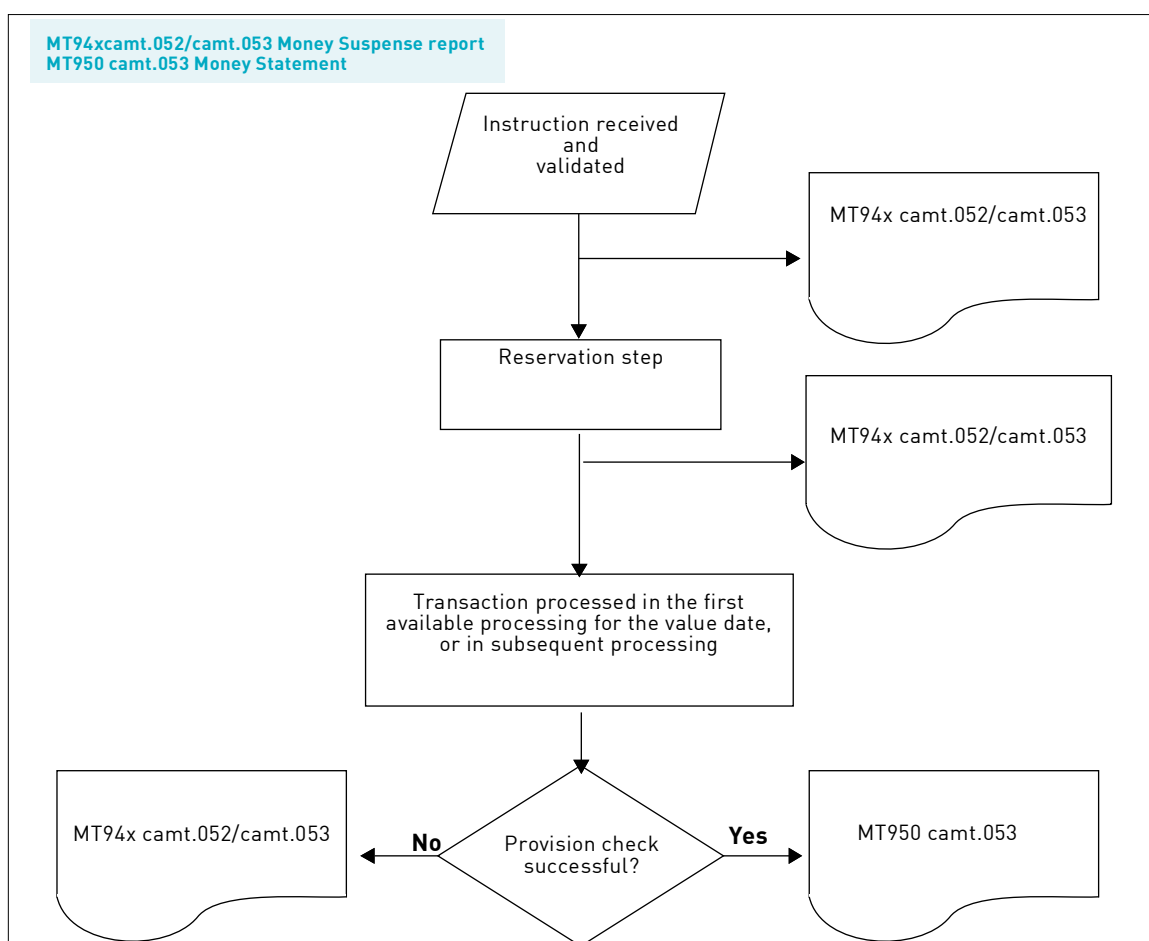 MT94xcamt.052/camt.053 Money Suspense report
MT950 camt.053 Money Statement
Instruction received
and
validated
MT94x camt.052/camt.053
Reservation step
MT94x camt.052/camt.053
Transaction processed in the first
available processing for the value date,
or in subsequent processing
MT94x camt.052/camt.053
No
Provision check
successful?
Yes
MT950 camt.053